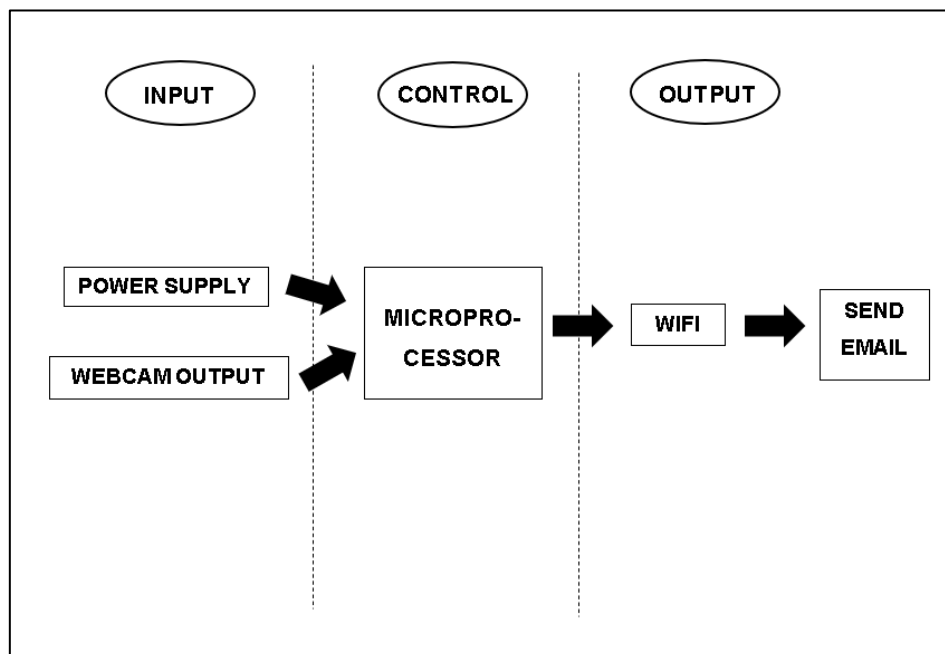 INPUT
CONTROL
OUTPUT
POWER SUPPLY
WEBCAM OUTPUT
MICROPRO-
CESSOR
WIFI
SEND
EMAIL